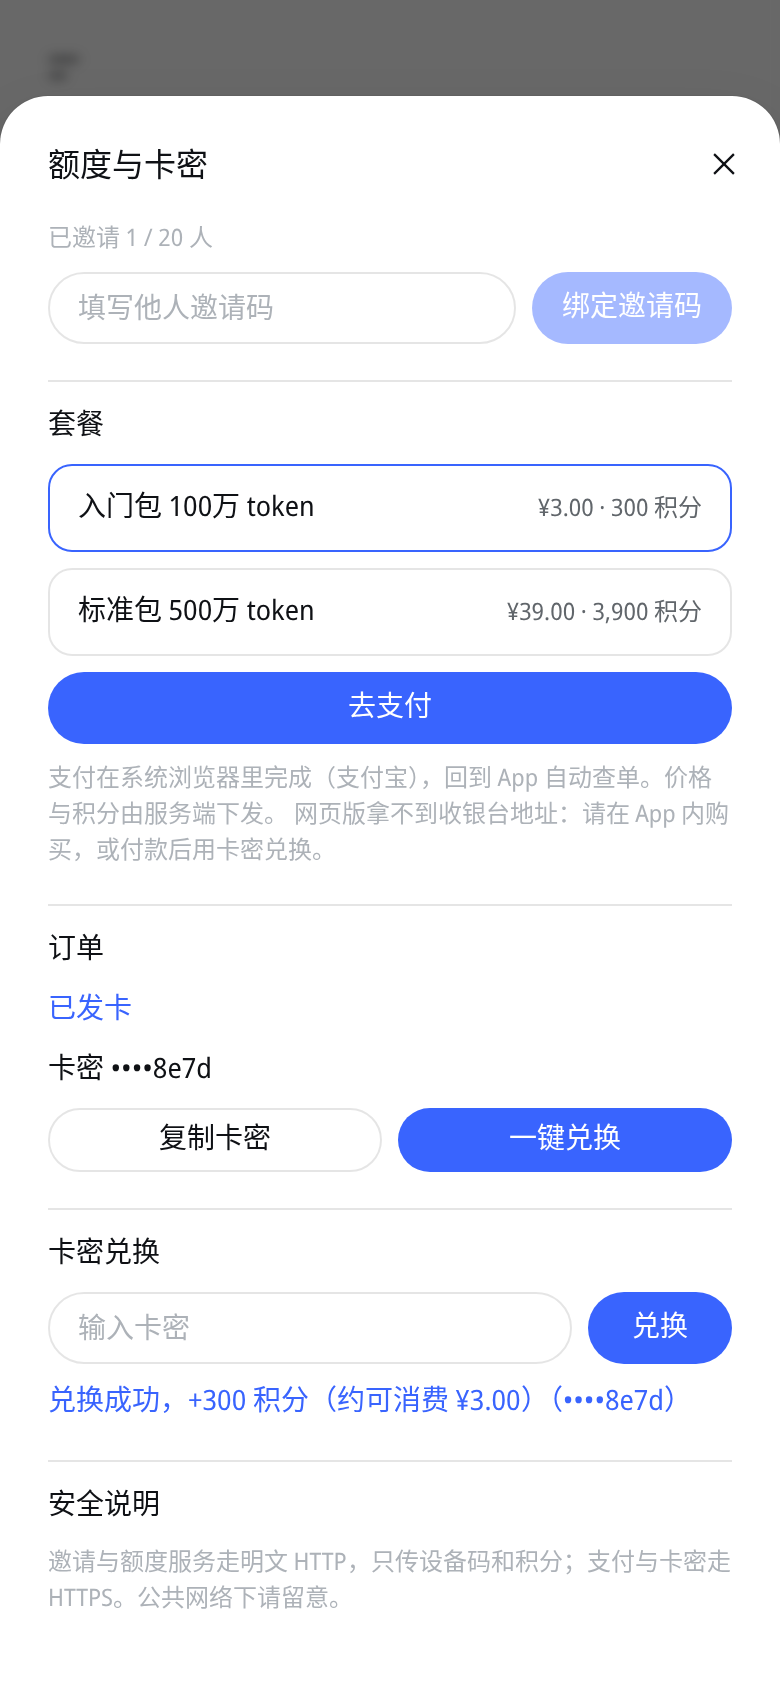 额度与卡密
已邀请 1 / 20 人
填写他人邀请码
绑定邀请码
套餐
入门包 100万 token
¥3.00 · 300 积分
标准包 500万 token
¥39.00 · 3,900 积分
去支付
支付在系统浏览器里完成（支付宝），回到 App 自动查单。价格
与积分由服务端下发。 网页版拿不到收银台地址：请在 App 内购
买，或付款后用卡密兑换。
订单
已发卡
卡密 ••••8e7d
复制卡密
一键兑换
卡密兑换
输入卡密
兑换
兑换成功，+300 积分（约可消费 ¥3.00）（••••8e7d）
安全说明
邀请与额度服务走明文 HTTP，只传设备码和积分；支付与卡密走
HTTPS。公共网络下请留意。